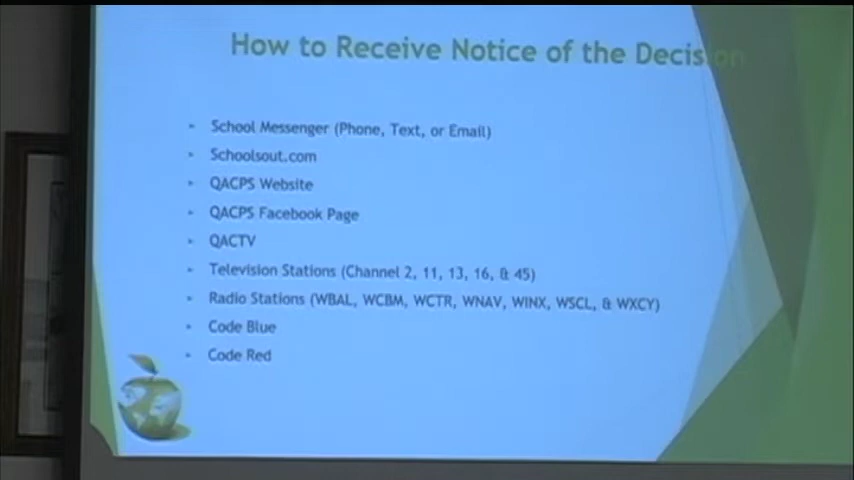 How to Receive Notice of the Decision
School Messenger (Phone, Text, or Email)
Schoolsout.com
QACPS Website
QACPS Facebook Page
QACTV
Television Stations (Channel 2, 11, 13, 16, & 45)
Radio Stations (WBAL, WCBM, WCTR, WNAV, WINX, WSCL, & WXCY)
Code Blue
Code Red